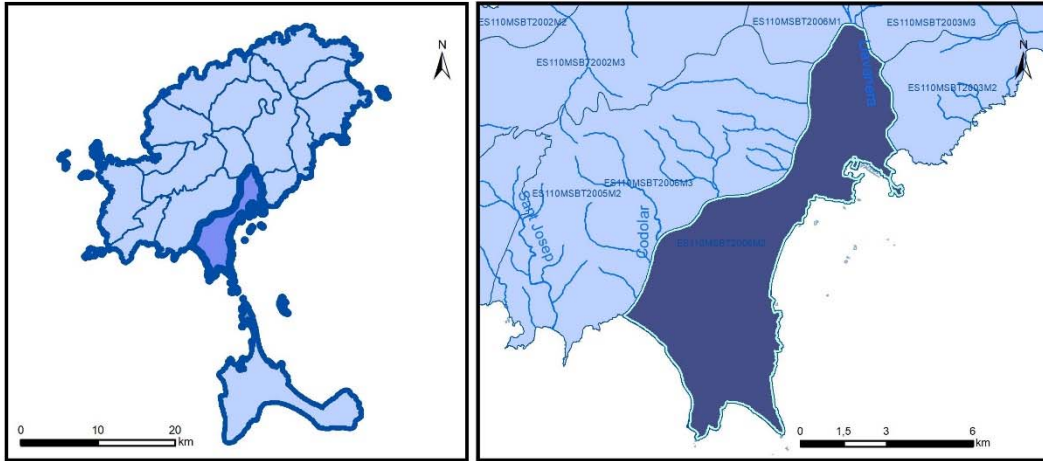 N
0 10 20
km
ES110MSBT2002M2
ES110MSBT2006M1
ES110MSBT2003M3
N
ES110MSBT2002M3
ES110MSBT2003M2
ES110MSBT2006M3
ES110MSBT2005M2
Sant Josep
Codolar
0 1,5 3 6
km